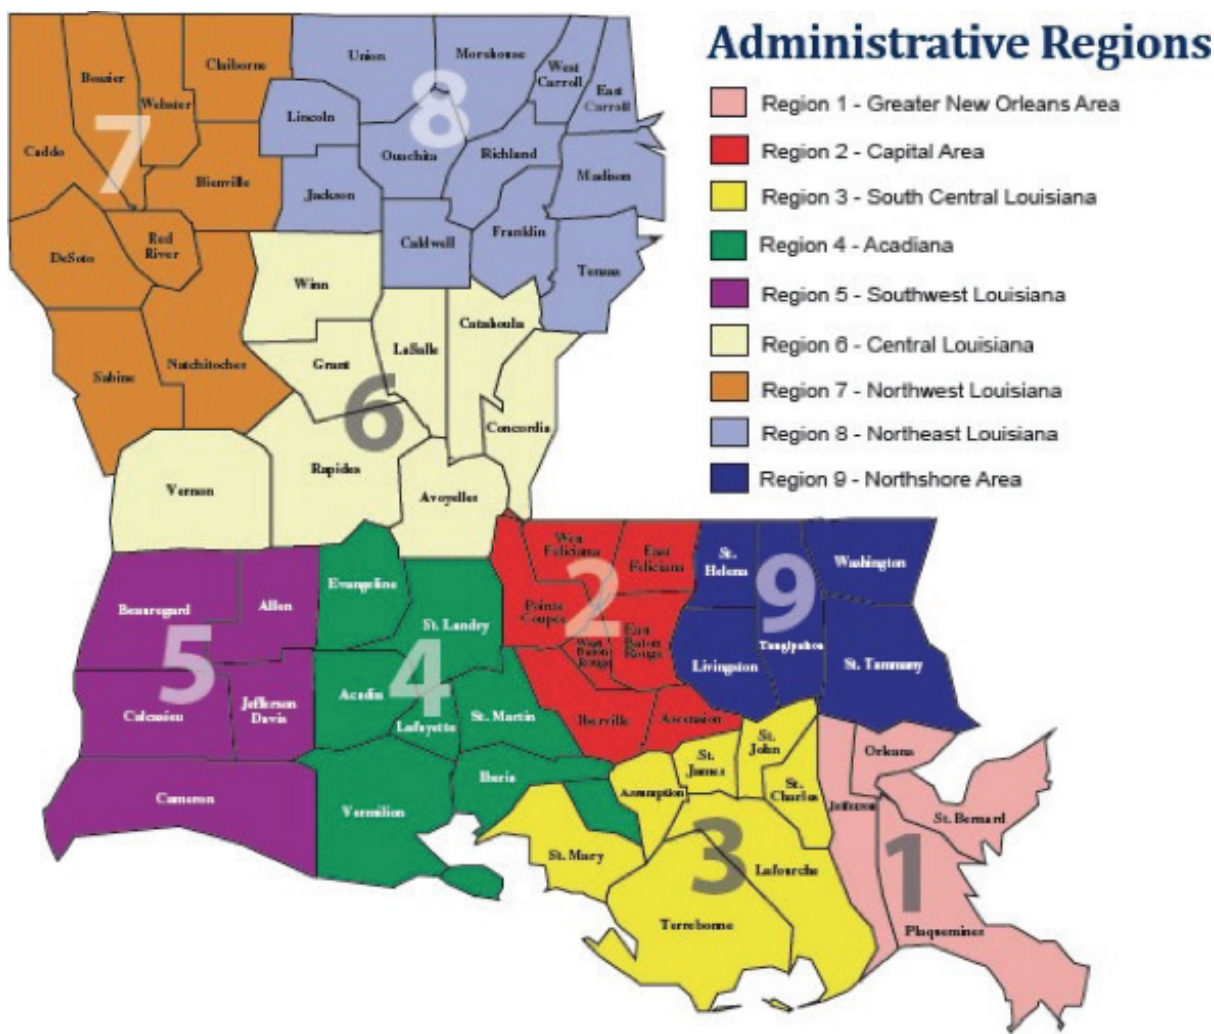 Administrative Regions
Region 1 - Greater New Orleans Area
Region 2 - Capital Area
Region 3 - South Central Louisiana
Region 4 - Acadiana
Region 5 - Southwest Louisiana
Region 6 - Central Louisiana
Region 7 - Northwest Louisiana
Region 8 - Northeast Louisiana
Region 9 - Northshore Area
7
Caddo
Bossier
Webster
Claiborne
Bienville
DeSoto
Red
River
Sabine
Natchitoches
8
Union
Morehouse
West
Carroll
East
Carroll
Lincoln
Ouachita
Richland
Madison
Jackson
Caldwell
Franklin
Tensas
6
Winn
Grant
LaSalle
Catahoula
Concordia
Vernon
Rapides
Avoyelles
5
Beauregard
Allen
Calcasieu
Jefferson
Davis
Cameron
4
Evangeline
St. Landry
Acadia
Lafayette
St. Martin
Iberia
Vermilion
2
West
Feliciana
East
Feliciana
Pointe
Coupee
West
Baton
Rouge
East
Baton
Rouge
Iberville
Ascension
9
St.
Helena
Tangipahoa
Washington
Livingston
St. Tammany
3
St.
James
St.
John
St.
Charles
Assumption
St. Mary
Lafourche
Terrebonne
1
Orleans
Jefferson
St. Bernard
Plaquemines